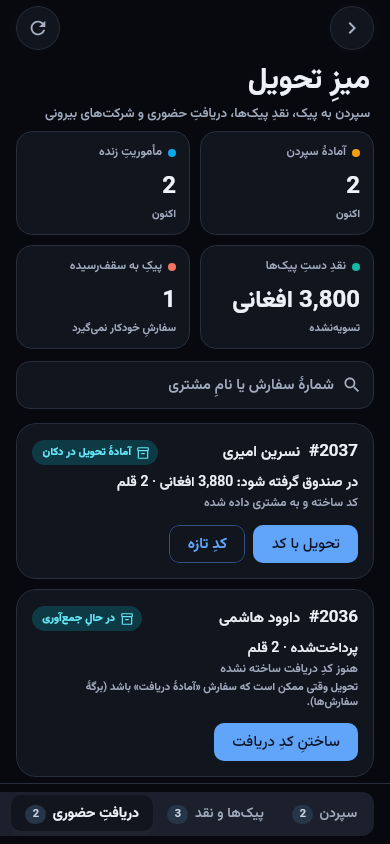 میزِ تحویل
سپردن به پیک، نقدِ پیک‌ها، دریافتِ حضوری و شرکت‌های بیرونی
آمادهٔ سپردن
2
اکنون
مأموریتِ زنده
2
اکنون
نقدِ دستِ پیک‌ها
3,800 افغانی
تسویه‌نشده
پیکِ به سقف‌رسیده
1
سفارشِ خودکار نمی‌گیرد
شمارهٔ سفارش یا نامِ مشتری
#2037 نسرین امیری
آمادهٔ تحویل در دکان
در صندوق گرفته شود: 3,880 افغانی · 2 قلم
کد ساخته و به مشتری داده شده
تحویل با کد
کدِ تازه
#2036 داوود هاشمی
در حالِ جمع‌آوری
پرداخت‌شده · 2 قلم
هنوز کدِ دریافت ساخته نشده
تحویل وقتی ممکن است که سفارش «آمادهٔ دریافت» باشد (برگهٔ
سفارش‌ها).
ساختنِ کدِ دریافت
سپردن 2
پیک‌ها و نقد 3
دریافتِ حضوری 2